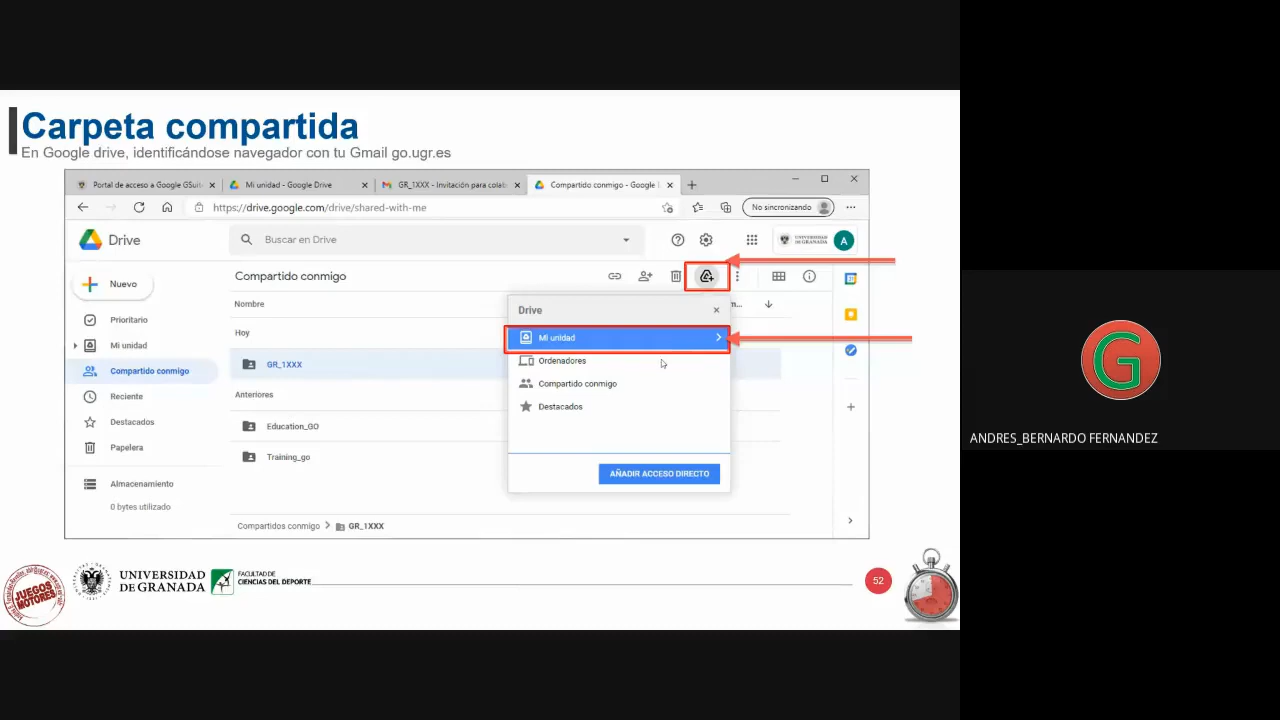 Carpeta compartida
En Google drive, identificándose navegador con tu Gmail go.ugr.es
Portal de acceso a Google GSui
Mi unidad - Google Drive
GR_1XXX - Invitación para colab
Compartido conmigo - Google
https://drive.google.com/drive/shared-with-me
No sincronizando
Drive
Buscar en Drive
UNIVERSIDAD
DE GRANADA
A
Nuevo
Compartido conmigo
Nombre
Prioritario
Mi unidad
Compartido conmigo
Reciente
Destacados
Papelera
Almacenamiento
0 bytes utilizado
Hoy
GR_1XXX
Anteriores
Education_GO
Training_go
Compartidos conmigo
GR_1XXX
m...
Drive
Mi unidad
Ordenadores
Compartido conmigo
Destacados
AÑADIR ACCESO DIRECTO
JUEGOS
MOTORES
UNIVERSIDAD
DE GRANADA
FACULTAD DE
CIENCIAS DEL DEPORTE
52
G
ANDRES_BERNARDO FERNANDEZ